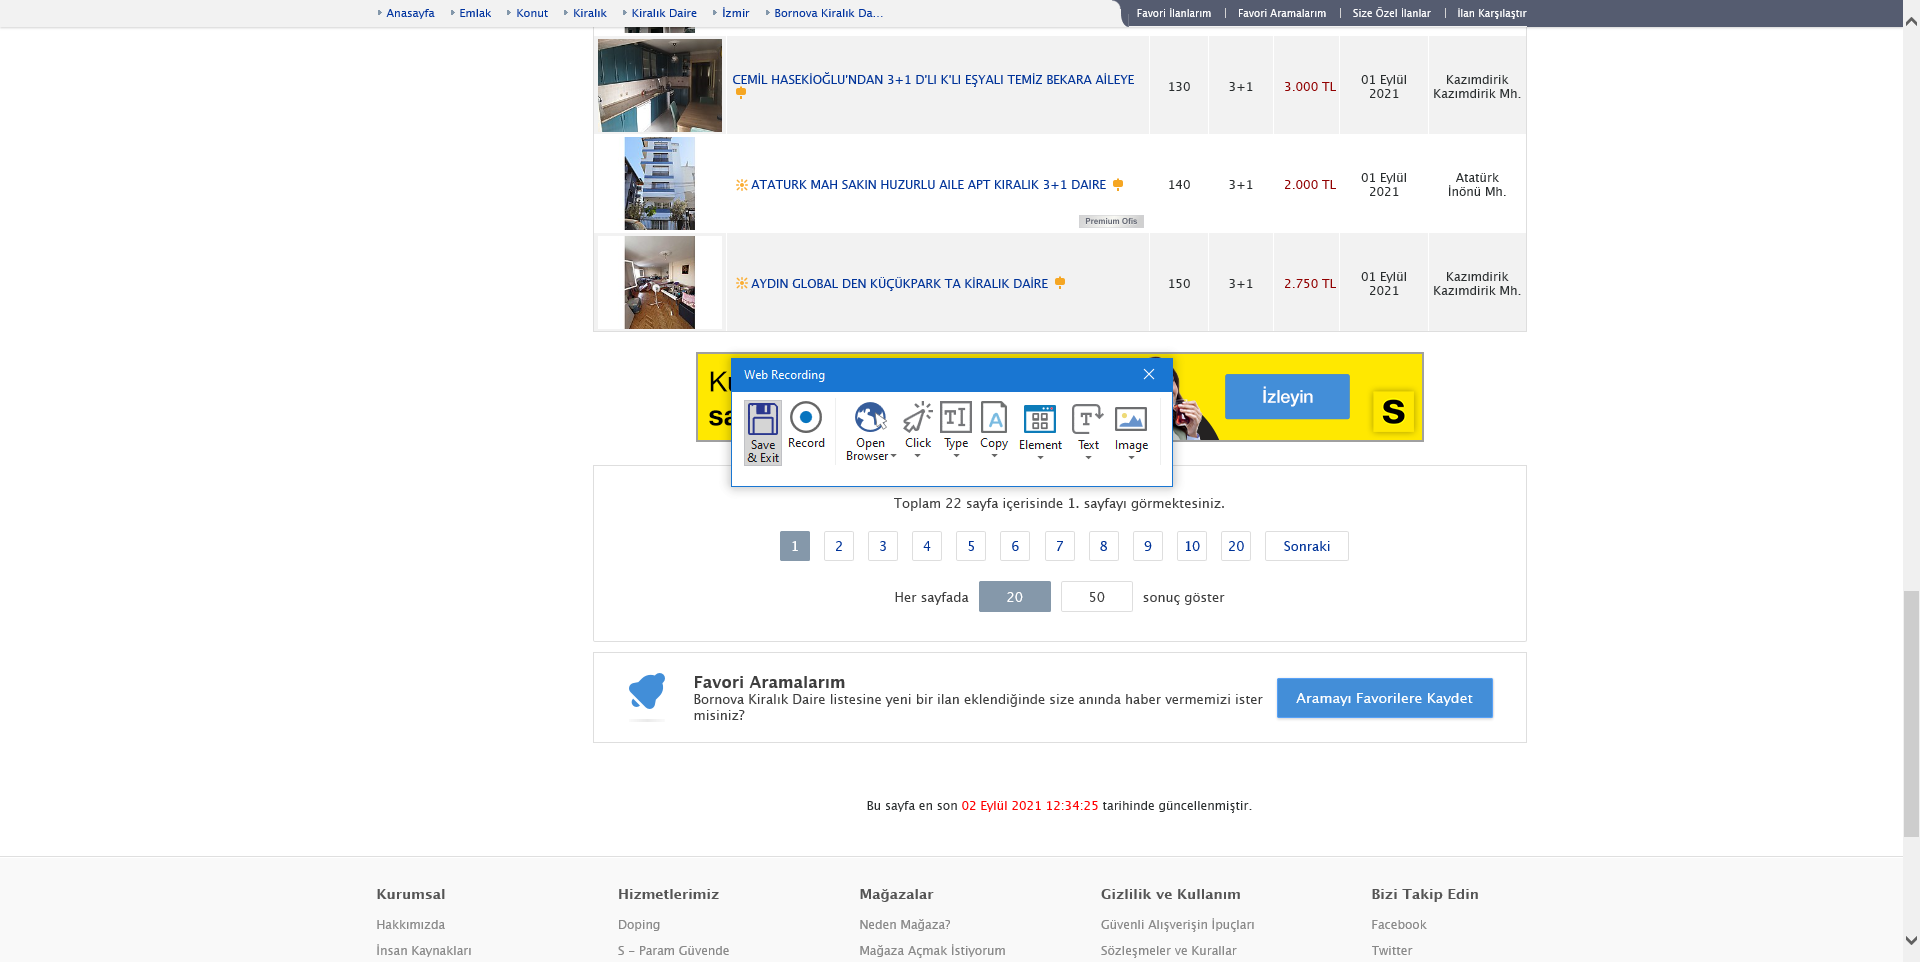 Anasayfa Emlak Konut Kiralık Kiralık Daire İzmir Bornova Kiralık Da...
Favori İlanlarım | Favori Aramalarım | Size Özel İlanlar | İlan Karşılaştır
CEMİL HASEKİOĞLU'NDAN 3+1 D'LI K'LI EŞYALI TEMİZ BEKARA AİLEYE
130
3+1
3.000 TL
01 Eylül
2021
Kazımdirik
Kazımdirik Mh.
ATATURK MAH SAKIN HUZURLU AILE APT KIRALIK 3+1 DAIRE
Premium Ofis
140
3+1
2.000 TL
01 Eylül
2021
Atatürk
İnönü Mh.
AYDIN GLOBAL DEN KÜÇÜKPARK TA KİRALIK DAİRE
150
3+1
2.750 TL
01 Eylül
2021
Kazımdirik
Kazımdirik Mh.
İzleyin
S
Web Recording
Save
& Exit
Record
Open
Browser
Click
Type
Copy
Element
Text
Image
Toplam 22 sayfa içerisinde 1. sayfayı görmektesiniz.
1 2 3 4 5 6 7 8 9 10 20 Sonraki
Her sayfada 20 50 sonuç göster
Favori Aramalarım
Bornova Kiralık Daire listesine yeni bir ilan eklendiğinde size anında haber vermemizi ister
misiniz?
Aramayı Favorilere Kaydet
Bu sayfa en son 02 Eylül 2021 12:34:25 tarihinde güncellenmiştir.
Kurumsal
Hakkımızda
İnsan Kaynakları
Hizmetlerimiz
Doping
S – Param Güvende
Mağazalar
Neden Mağaza?
Mağaza Açmak İstiyorum
Gizlilik ve Kullanım
Güvenli Alışverişin İpuçları
Sözleşmeler ve Kurallar
Bizi Takip Edin
Facebook
Twitter